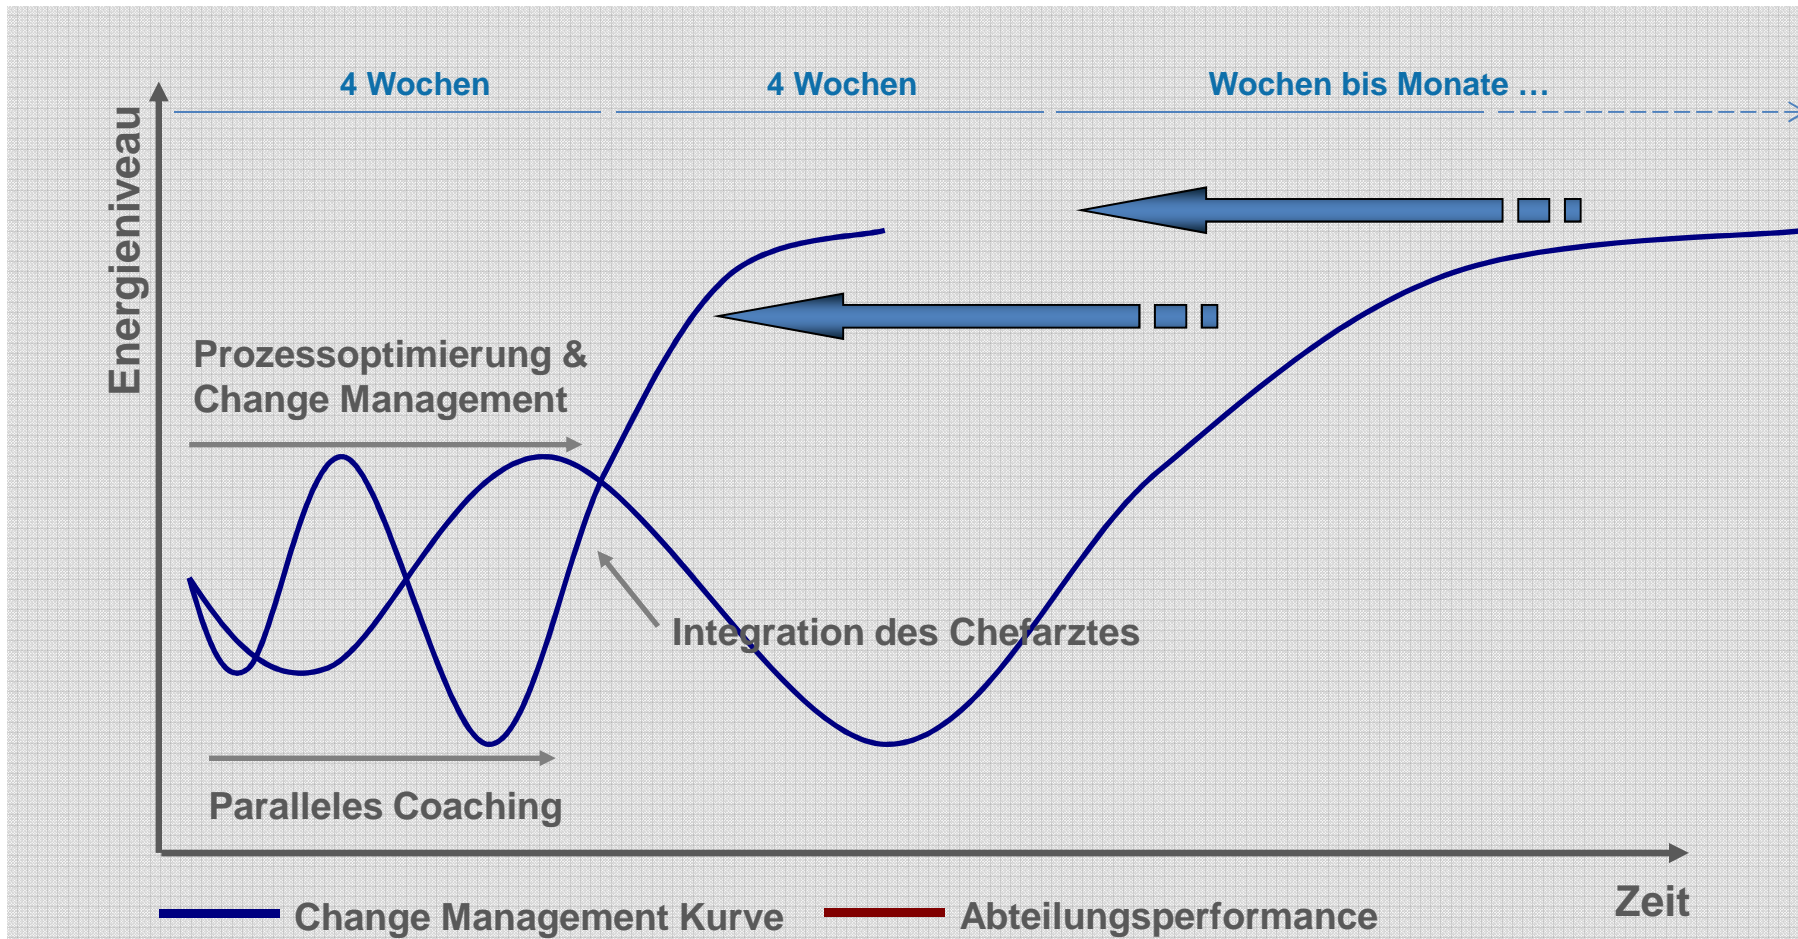 4 Wochen
4 Wochen
Wochen bis Monate ...
Energieniveau
Prozessoptimierung &
Change Management
Integration des Chefarztes
Paralleles Coaching
Zeit
Change Management Kurve
Abteilungsperformance